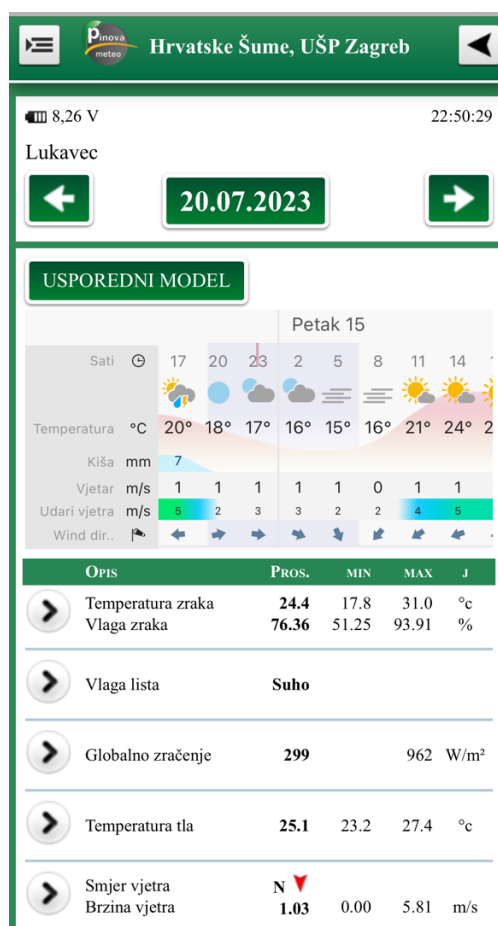 Pinova
meteo
Hrvatske Šume, UŠP Zagreb
8,26 V 22:50:29
Lukavec
20.07.2023
USPOREDNI MODEL
Petak 15
Sati 17 20 23 2 5 8 11 14
Temperatura °C 20° 18° 17° 16° 15° 16° 21° 24° 2
Kiša mm 7
Vjetar m/s 1 1 1 1 1 0 1 1
Udari vjetra m/s 5 2 3 3 2 2 4 5
Wind dir..
OPIS PROS. MIN MAX J
Temperatura zraka 24.4 17.8 31.0 °c
Vlaga zraka 76.36 51.25 93.91 %
Vlaga lista Suho
Globalno zračenje 299 962 W/m²
Temperatura tla 25.1 23.2 27.4 °c
Smjer vjetra N
Brzina vjetra 1.03 0.00 5.81 m/s